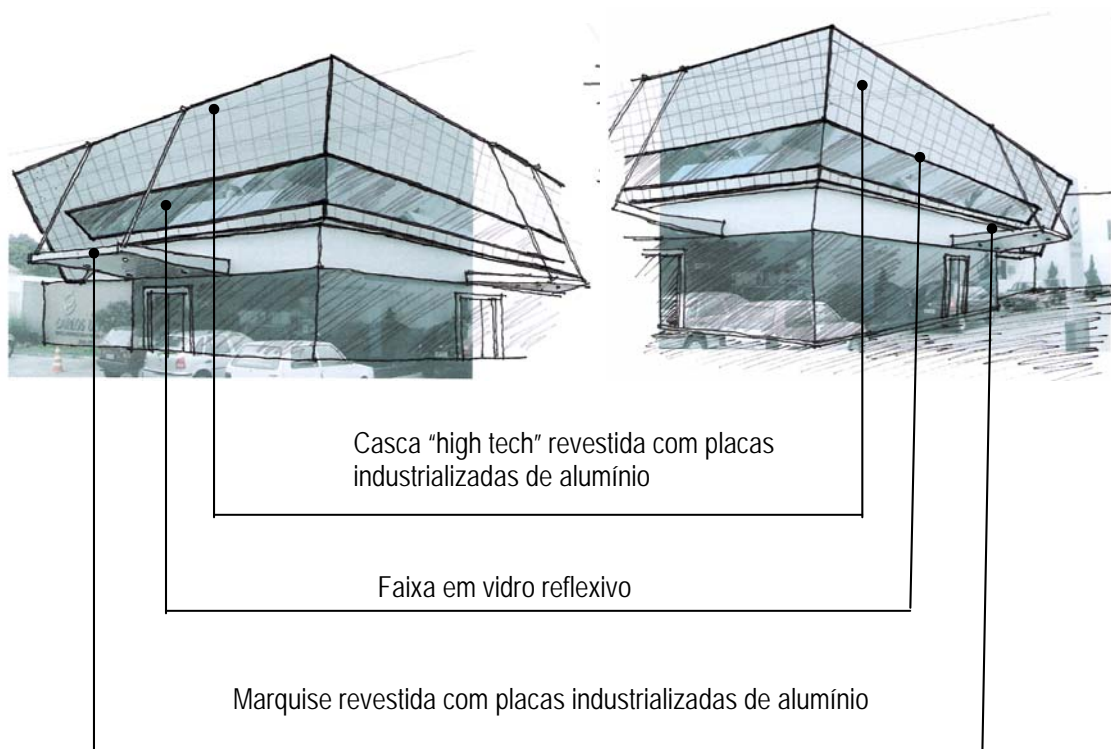 Casca “high tech” revestida com placas
industrializadas de alumínio
Faixa em vidro reflexivo
Marquise revestida com placas industrializadas de alumínio